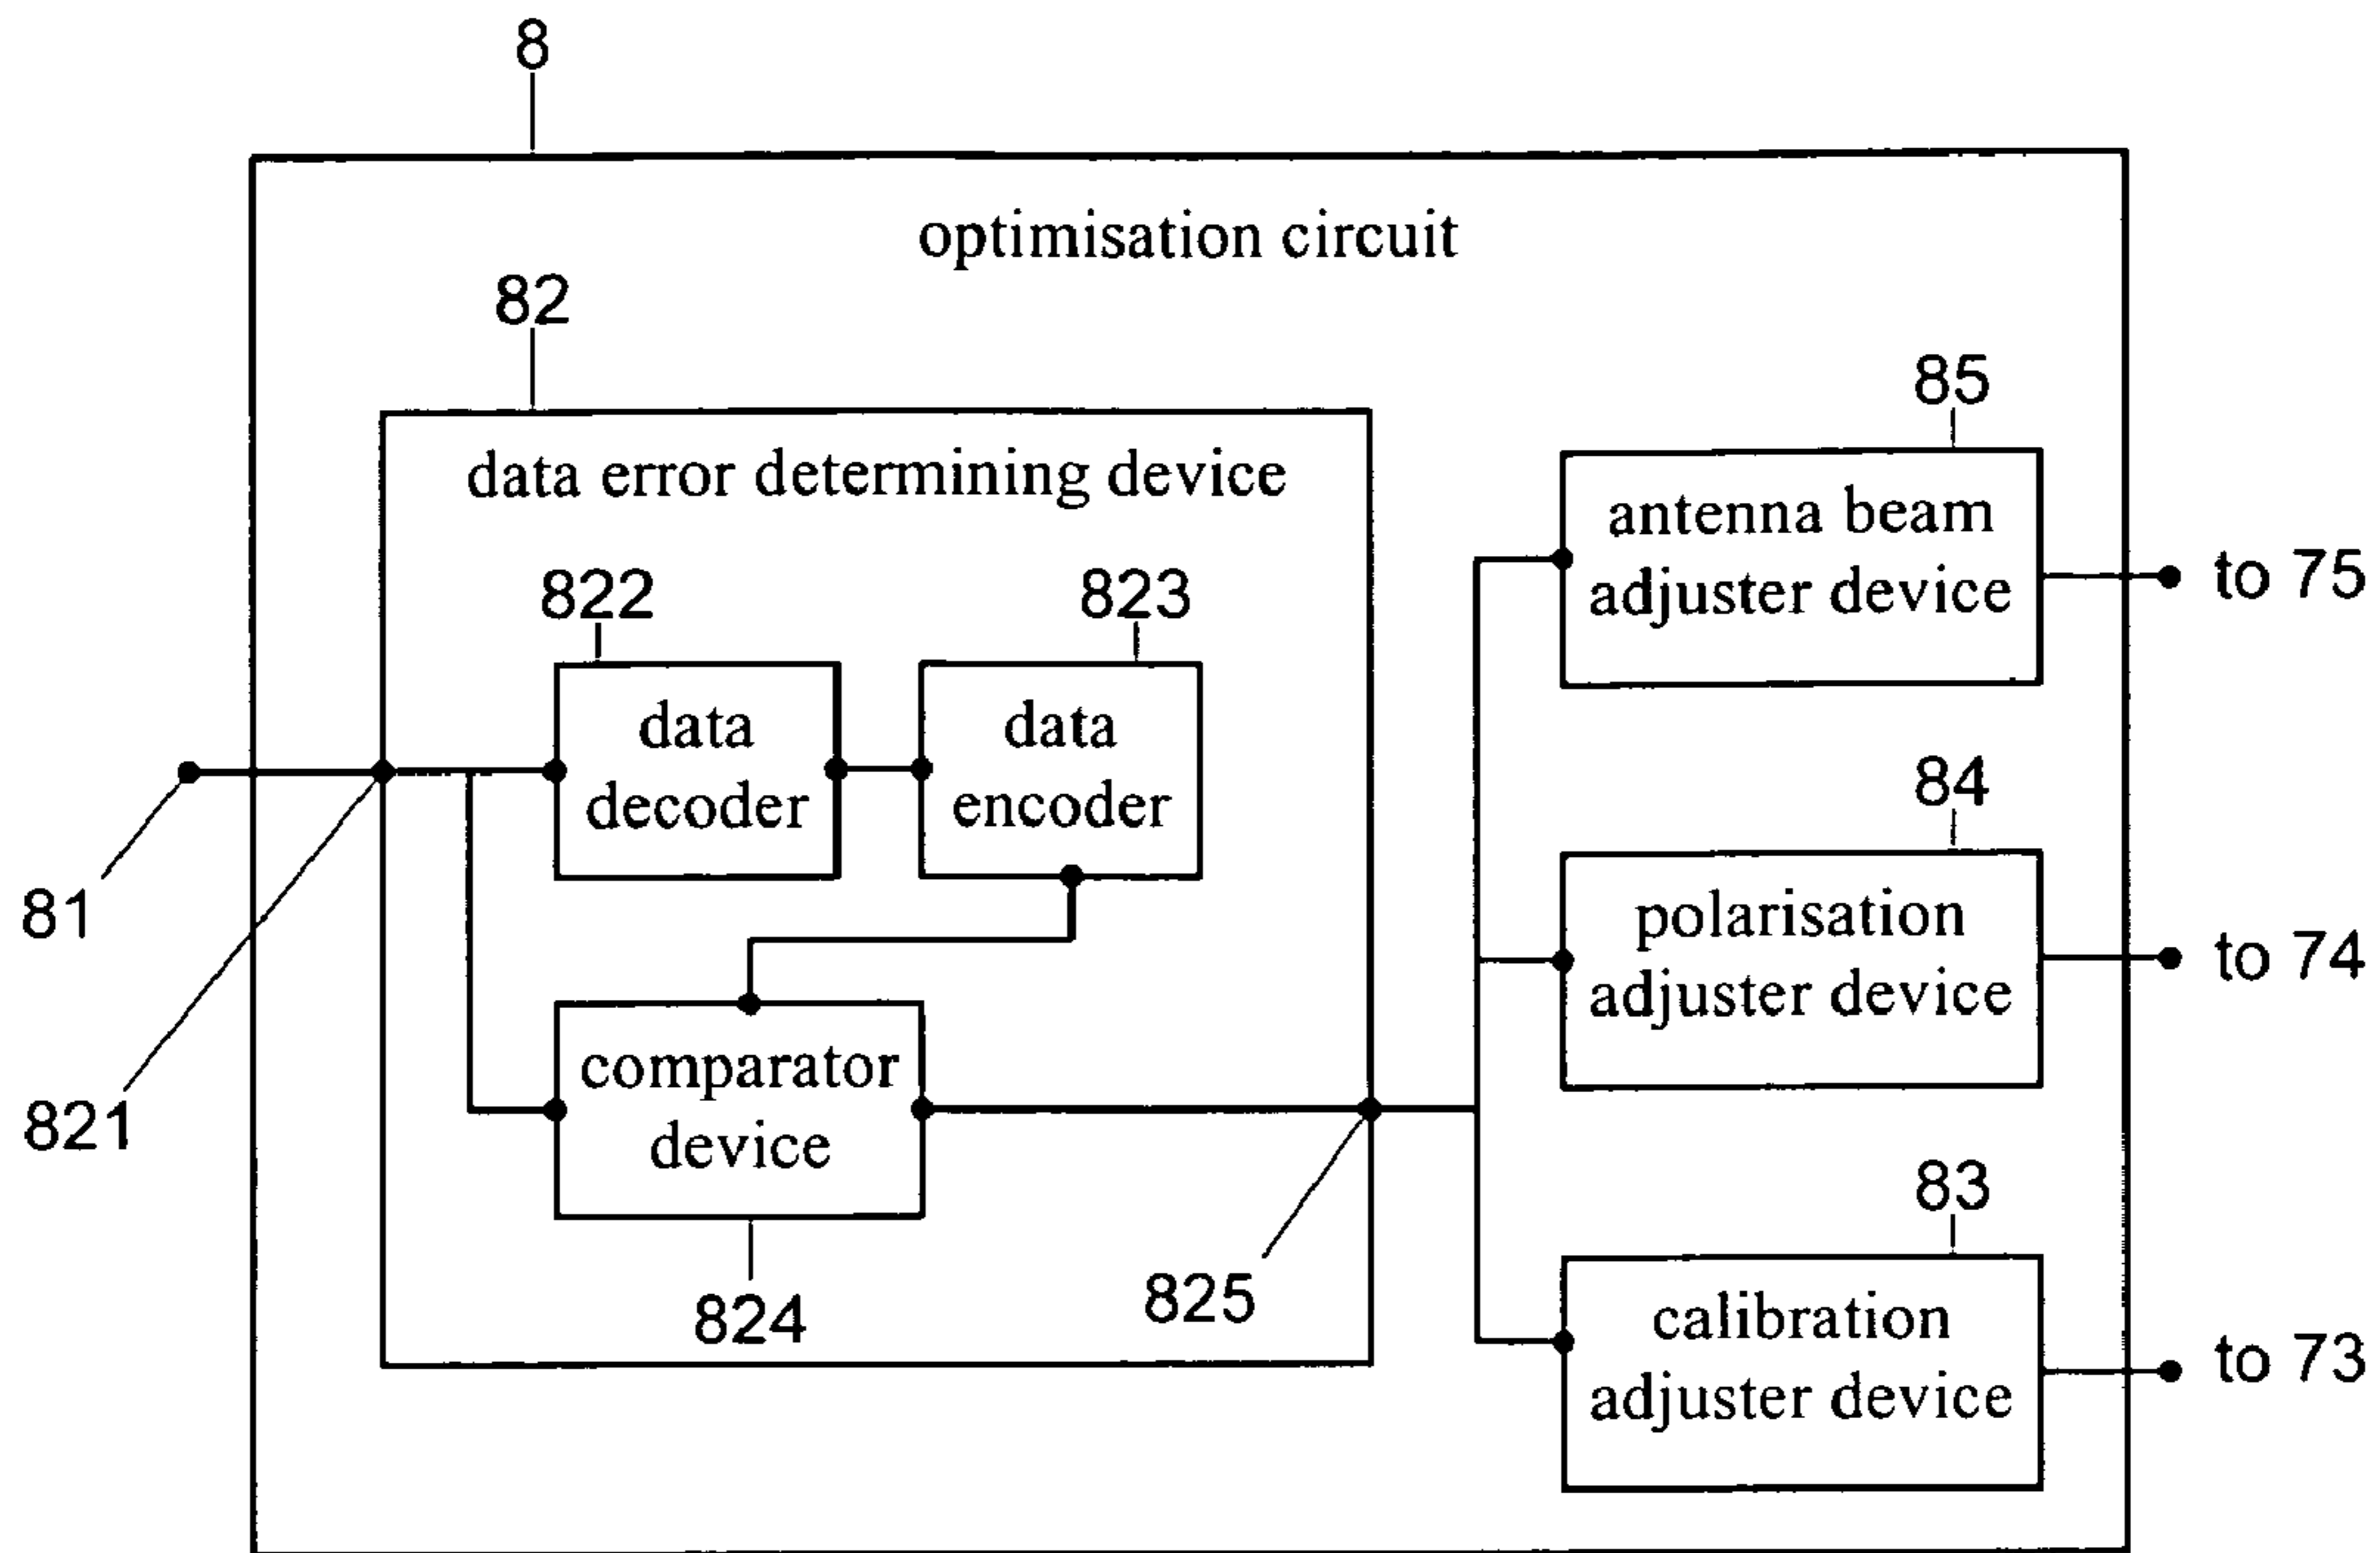 8
optimisation circuit
82
data error determining device
822
823
data
decoder
data
encoder
81
821
comparator
device
824
825
85
antenna beam
adjuster device
to 75
84
polarisation
adjuster device
to 74
83
calibration
adjuster device
to 73